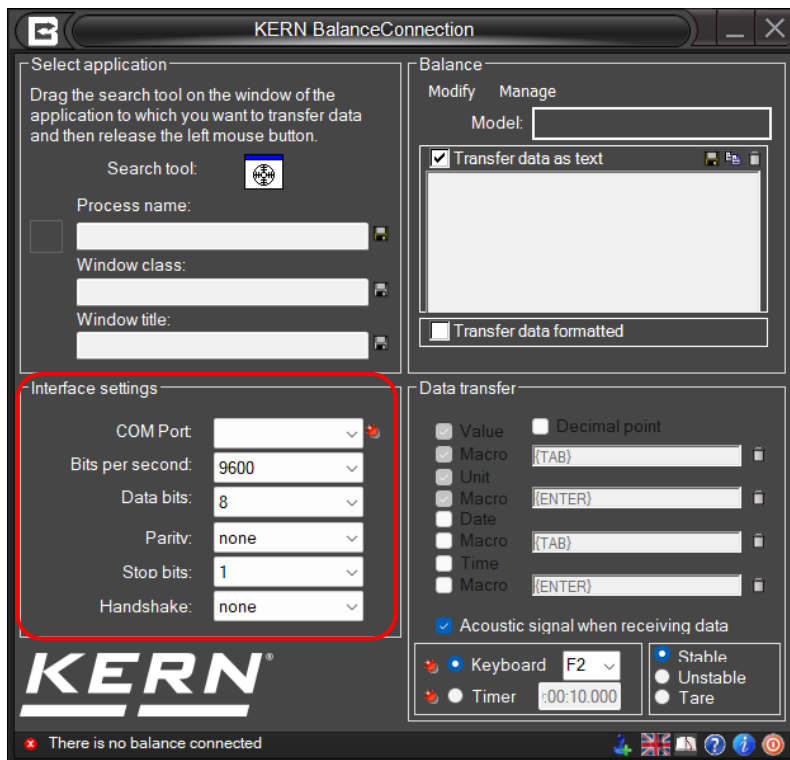 KERN BalanceConnection
Select application
Drag the search tool on the window of the
application to which you want to transfer data
and then release the left mouse button.
Search tool:
Process name:
Window class:
Window title:
Balance
Modify Manage
Model:
Transfer data as text
Transfer data formatted
Interface settings
COM Port:
Bits per second: 9600
Data bits: 8
Parity: none
Stop bits: 1
Handshake: none
Data transfer
Value Decimal point
Macro {TAB}
Unit
Macro {ENTER}
Date
Macro {TAB}
Time
Macro {ENTER}
Acoustic signal when receiving data
Keyboard F2
Timer :00:10.000
Stable
Unstable
Tare
KERN®
There is no balance connected